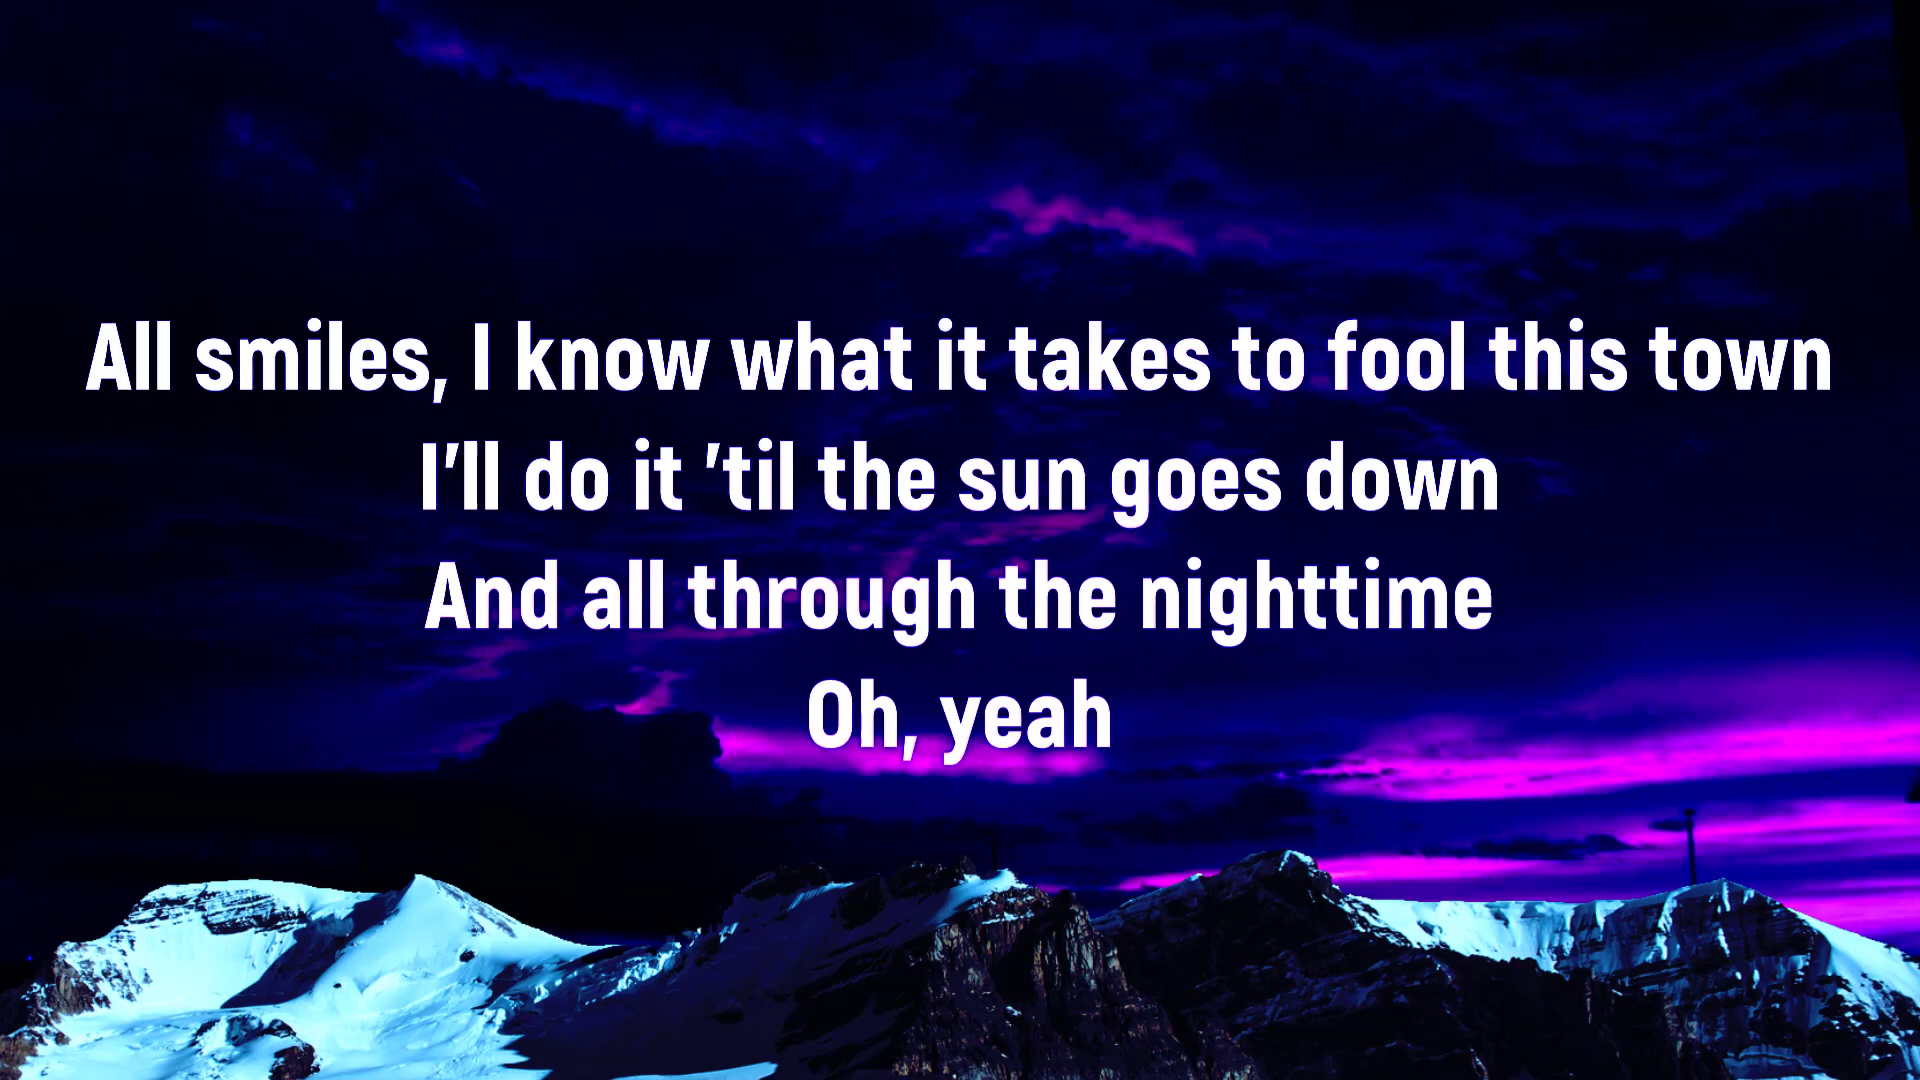 All smiles, I know what it takes to fool this town
I'll do it 'til the sun goes down
And all through the nighttime
Oh, yeah